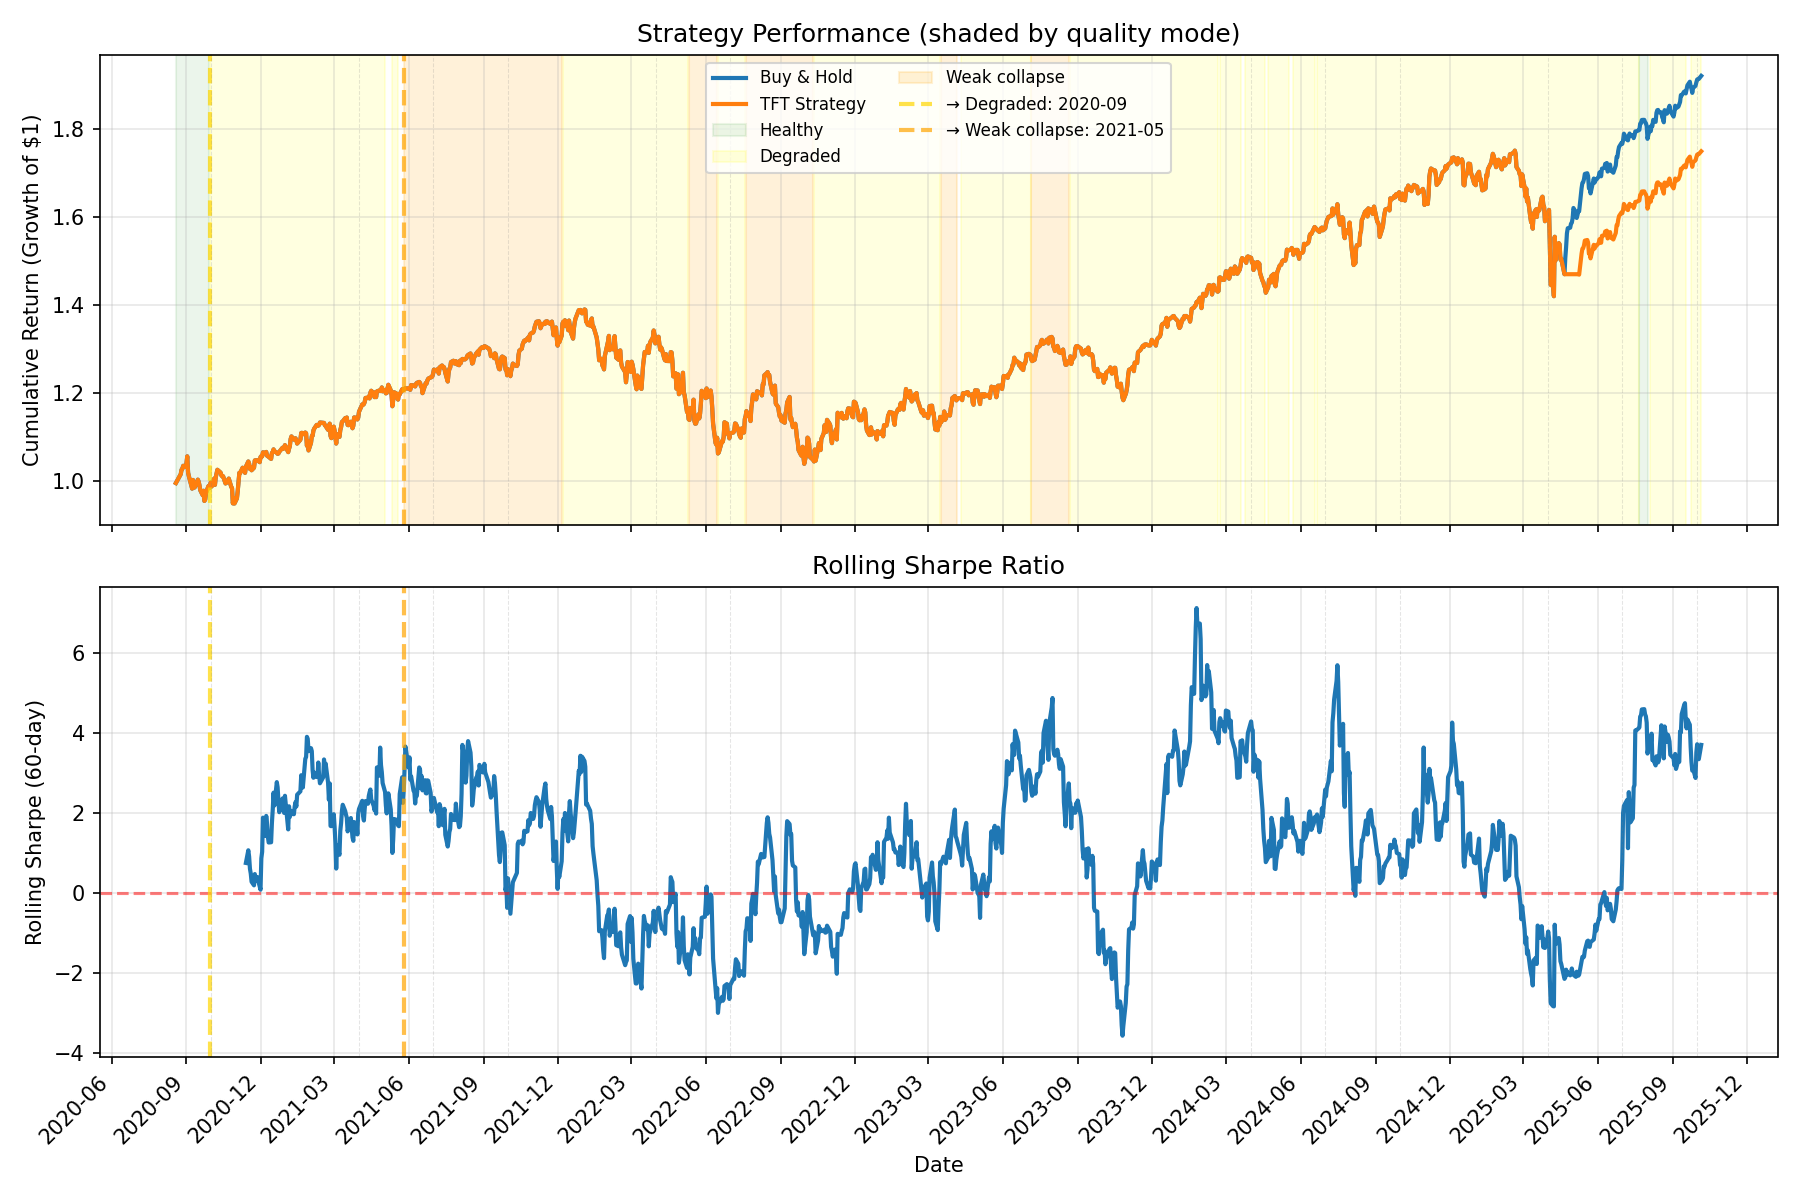 Strategy Performance (shaded by quality mode)
Cumulative Return (Growth of $1)
1.8
1.6
1.4
1.2
1.0
Buy & Hold
TFT Strategy
Healthy
Degraded
Weak collapse
→ Degraded: 2020-09
→ Weak collapse: 2021-05
Rolling Sharpe Ratio
Rolling Sharpe (60-day)
6
4
2
0
−2
−4
2020-06
2020-09
2020-12
2021-03
2021-06
2021-09
2021-12
2022-03
2022-06
2022-09
2022-12
2023-03
2023-06
2023-09
2023-12
2024-03
2024-06
2024-09
2024-12
2025-03
2025-06
2025-09
2025-12
Date